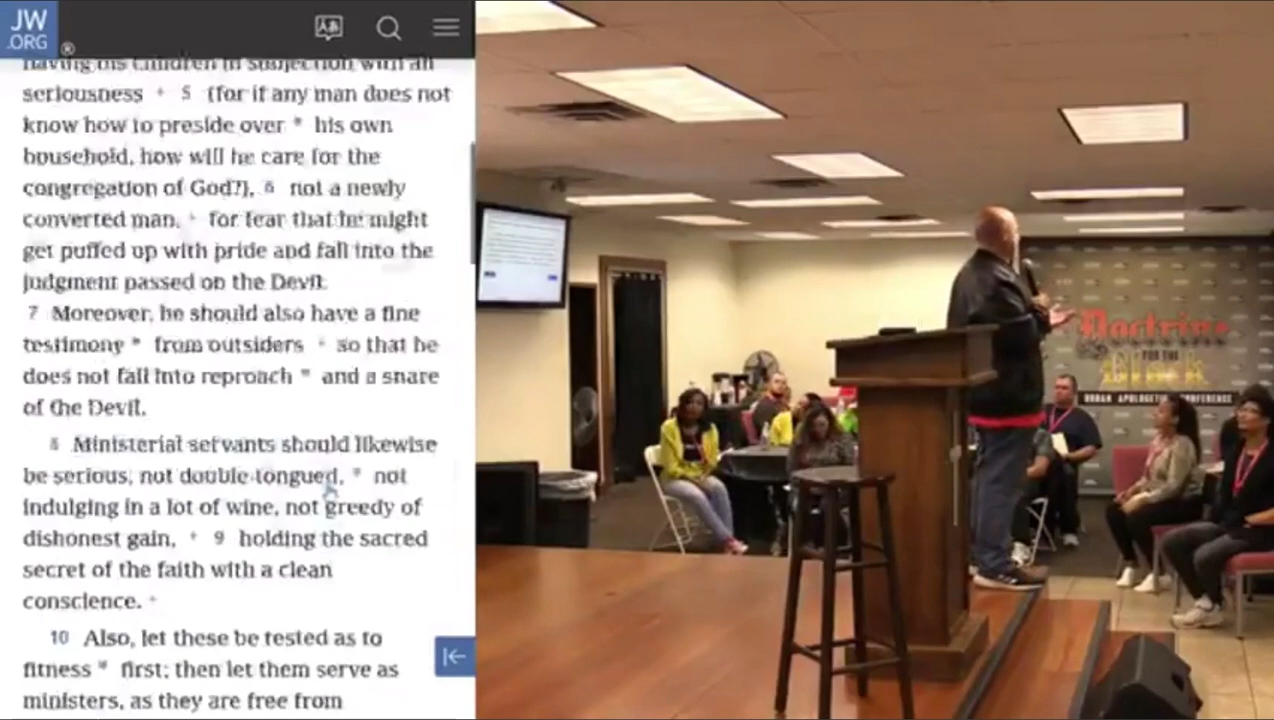 JW
.ORG
®
having his children in subjection with all
seriousness + 5 (for if any man does not
know how to preside over * his own
household, how will he care for the
congregation of God?), 6 not a newly
converted man, + for fear that he might
get puffed up with pride and fall into the
judgment passed on the Devil.
7 Moreover, he should also have a fine
testimony * from outsiders + so that he
does not fall into reproach * and a snare
of the Devil.
8 Ministerial servants should likewise
be serious, not double-tongued, * not
indulging in a lot of wine, not greedy of
dishonest gain, + 9 holding the sacred
secret of the faith with a clean
conscience. +
10 Also, let these be tested as to
fitness * first; then let them serve as
ministers, as they are free from
Doctrine
FOR THE
URBAN APOLOGETICS CONFERENCE